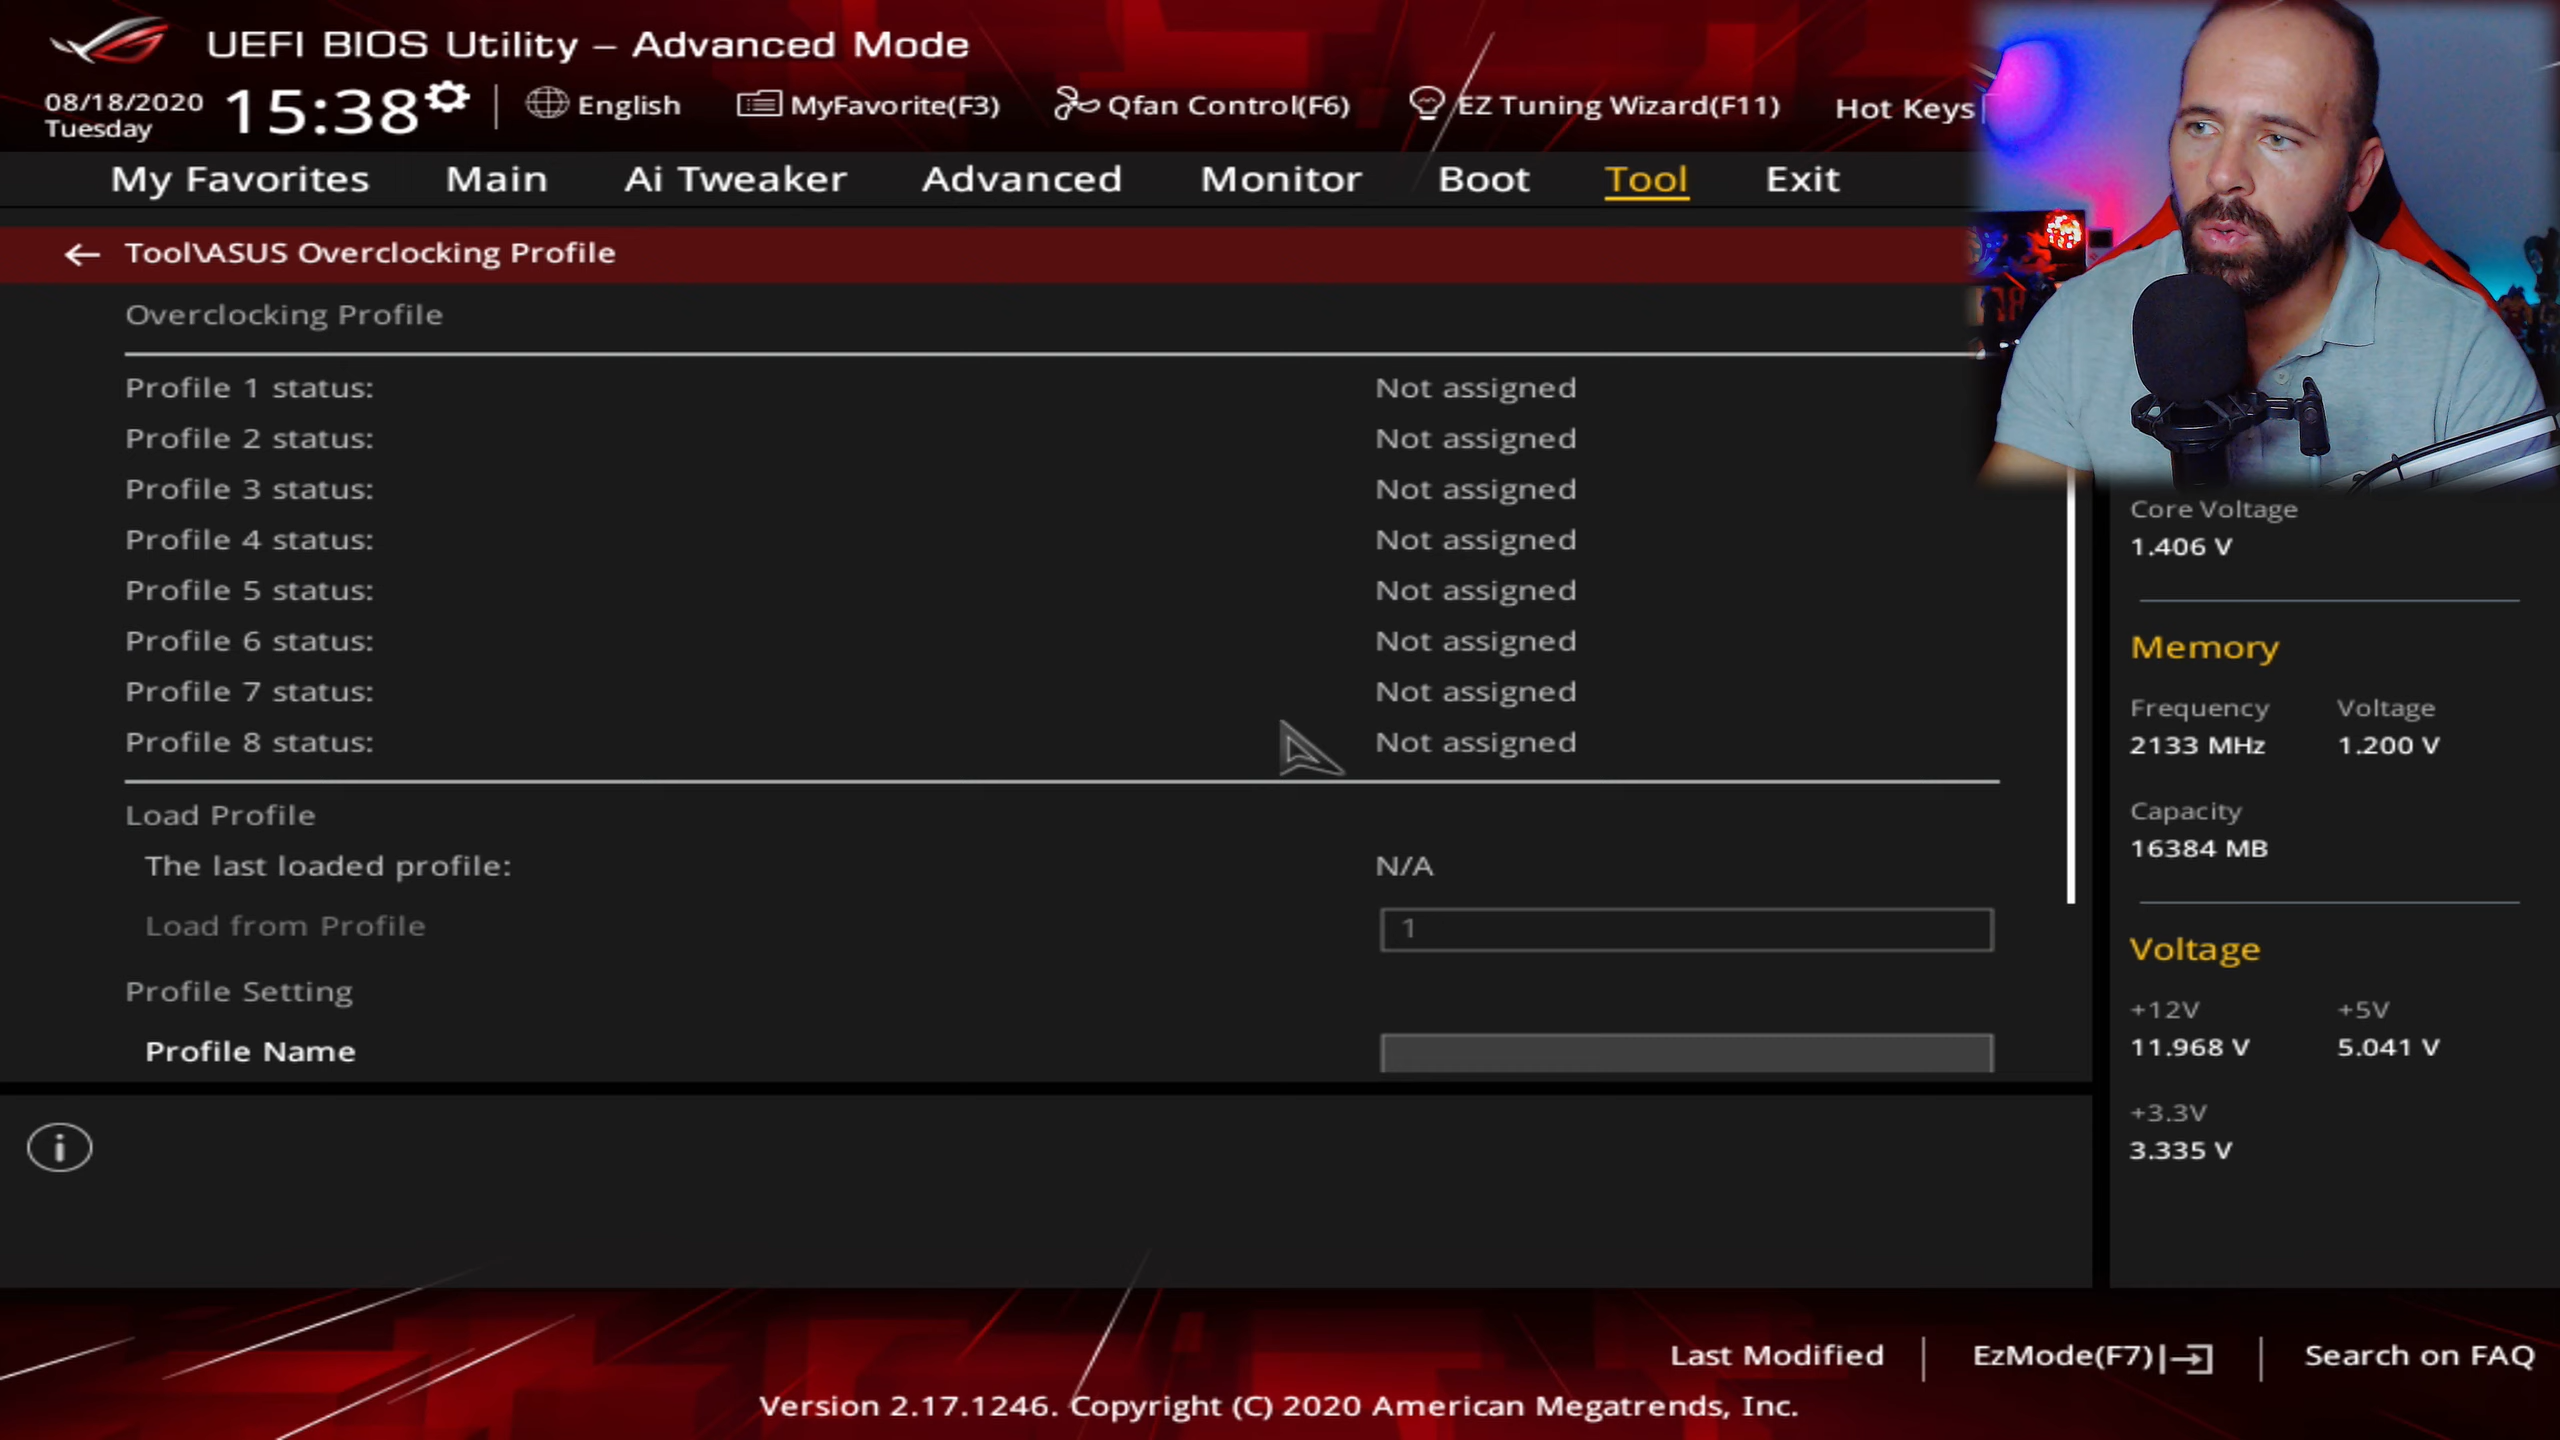 UEFI BIOS Utility – Advanced Mode
08/18/2020
Tuesday
15:38
English
MyFavorite(F3)
Qfan Control(F6)
EZ Tuning Wizard(F11)
Hot Keys
My Favorites Main Ai Tweaker Advanced Monitor Boot Tool Exit
Tool\ASUS Overclocking Profile
Overclocking Profile
Profile 1 status: Not assigned
Profile 2 status: Not assigned
Profile 3 status: Not assigned
Profile 4 status: Not assigned
Profile 5 status: Not assigned
Profile 6 status: Not assigned
Profile 7 status: Not assigned
Profile 8 status: Not assigned
Load Profile
The last loaded profile: N/A
Load from Profile 1
Profile Setting
Profile Name
Core Voltage
1.406 V
Memory
Frequency Voltage
2133 MHz 1.200 V
Capacity
16384 MB
Voltage
+12V +5V
11.968 V 5.041 V
+3.3V
3.335 V
Last Modified
EzMode(F7)
Search on FAQ
Version 2.17.1246. Copyright (C) 2020 American Megatrends, Inc.